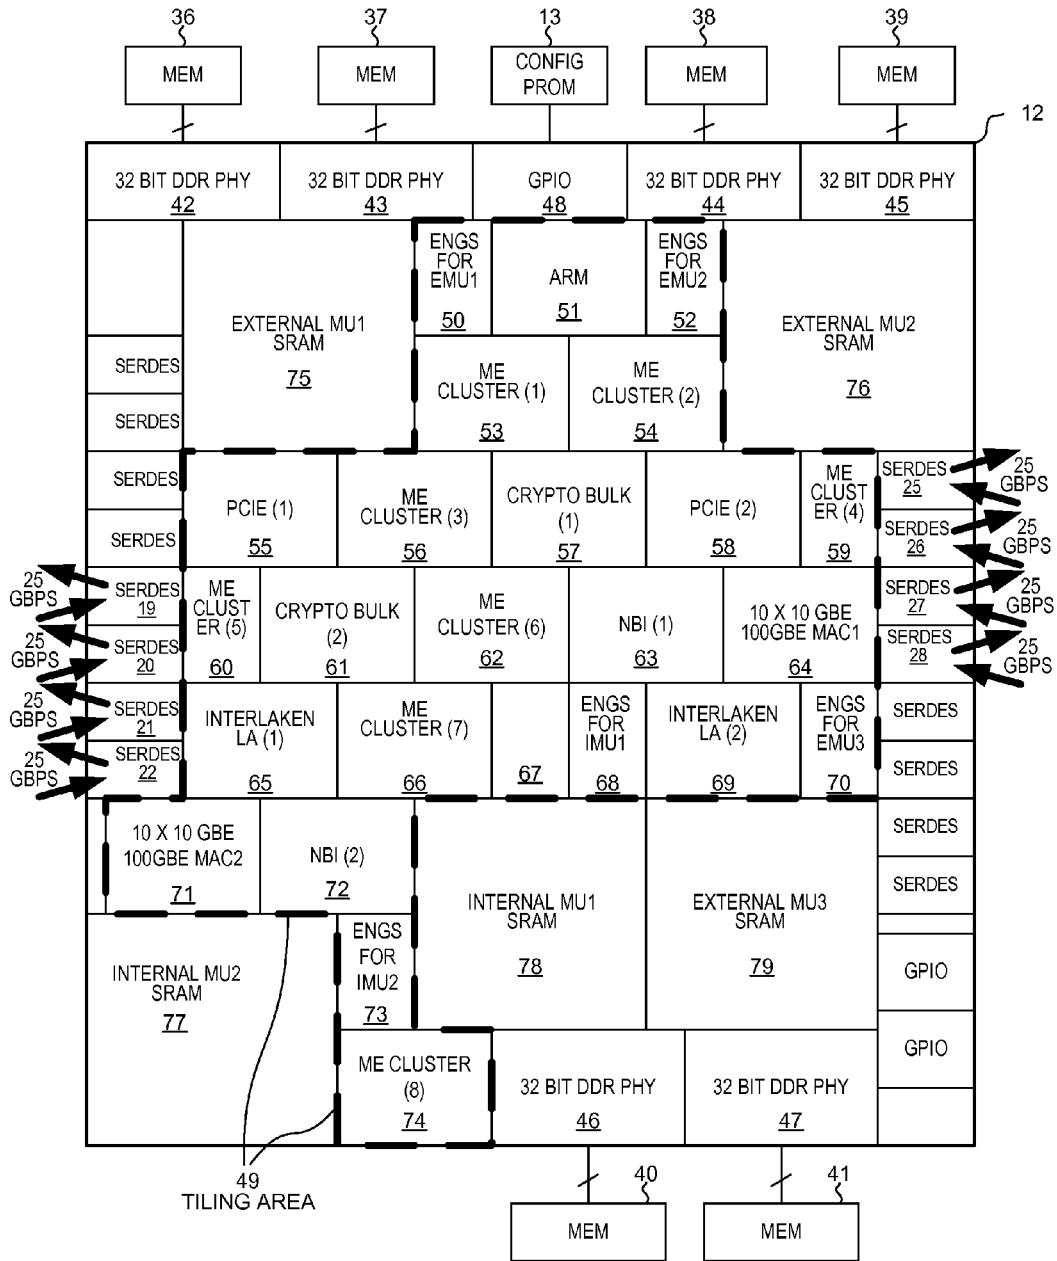 36
37
13
38
39
MEM
MEM
CONFIG
PROM
MEM
MEM
12
32 BIT DDR PHY
42
32 BIT DDR PHY
43
GPIO
48
32 BIT DDR PHY
44
32 BIT DDR PHY
45
EXTERNAL MU1
SRAM
75
ENGS
FOR
EMU1
50
ARM
51
ENGS
FOR
EMU2
52
EXTERNAL MU2
SRAM
76
SERDES
SERDES
ME
CLUSTER (1)
53
ME
CLUSTER (2)
54
SERDES
SERDES
PCIE (1)
55
ME
CLUSTER (3)
56
CRYPTO BULK
(1)
57
PCIE (2)
58
ME
CLUST
ER (4)
59
SERDES
25
25
GBPS
SERDES
26
25
GBPS
25
GBPS
SERDES
19
25
GBPS
SERDES
20
ME
CLUST
ER (5)
60
CRYPTO BULK
(2)
61
ME
CLUSTER (6)
62
NBI (1)
63
10 X 10 GBE
100GBE MAC1
64
SERDES
27
25
GBPS
SERDES
28
25
GBPS
25
GBPS
SERDES
21
25
GBPS
SERDES
22
INTERLAKEN
LA (1)
65
ME
CLUSTER (7)
66
67
ENGS
FOR
IMU1
68
INTERLAKEN
LA (2)
69
ENGS
FOR
EMU3
70
SERDES
SERDES
10 X 10 GBE
100GBE MAC2
71
NBI (2)
72
INTERNAL MU1
SRAM
78
EXTERNAL MU3
SRAM
79
SERDES
SERDES
INTERNAL MU2
SRAM
77
ENGS
FOR
IMU2
73
GPIO
GPIO
ME CLUSTER
(8)
74
32 BIT DDR PHY
46
32 BIT DDR PHY
47
49
TILING AREA
40
41
MEM
MEM